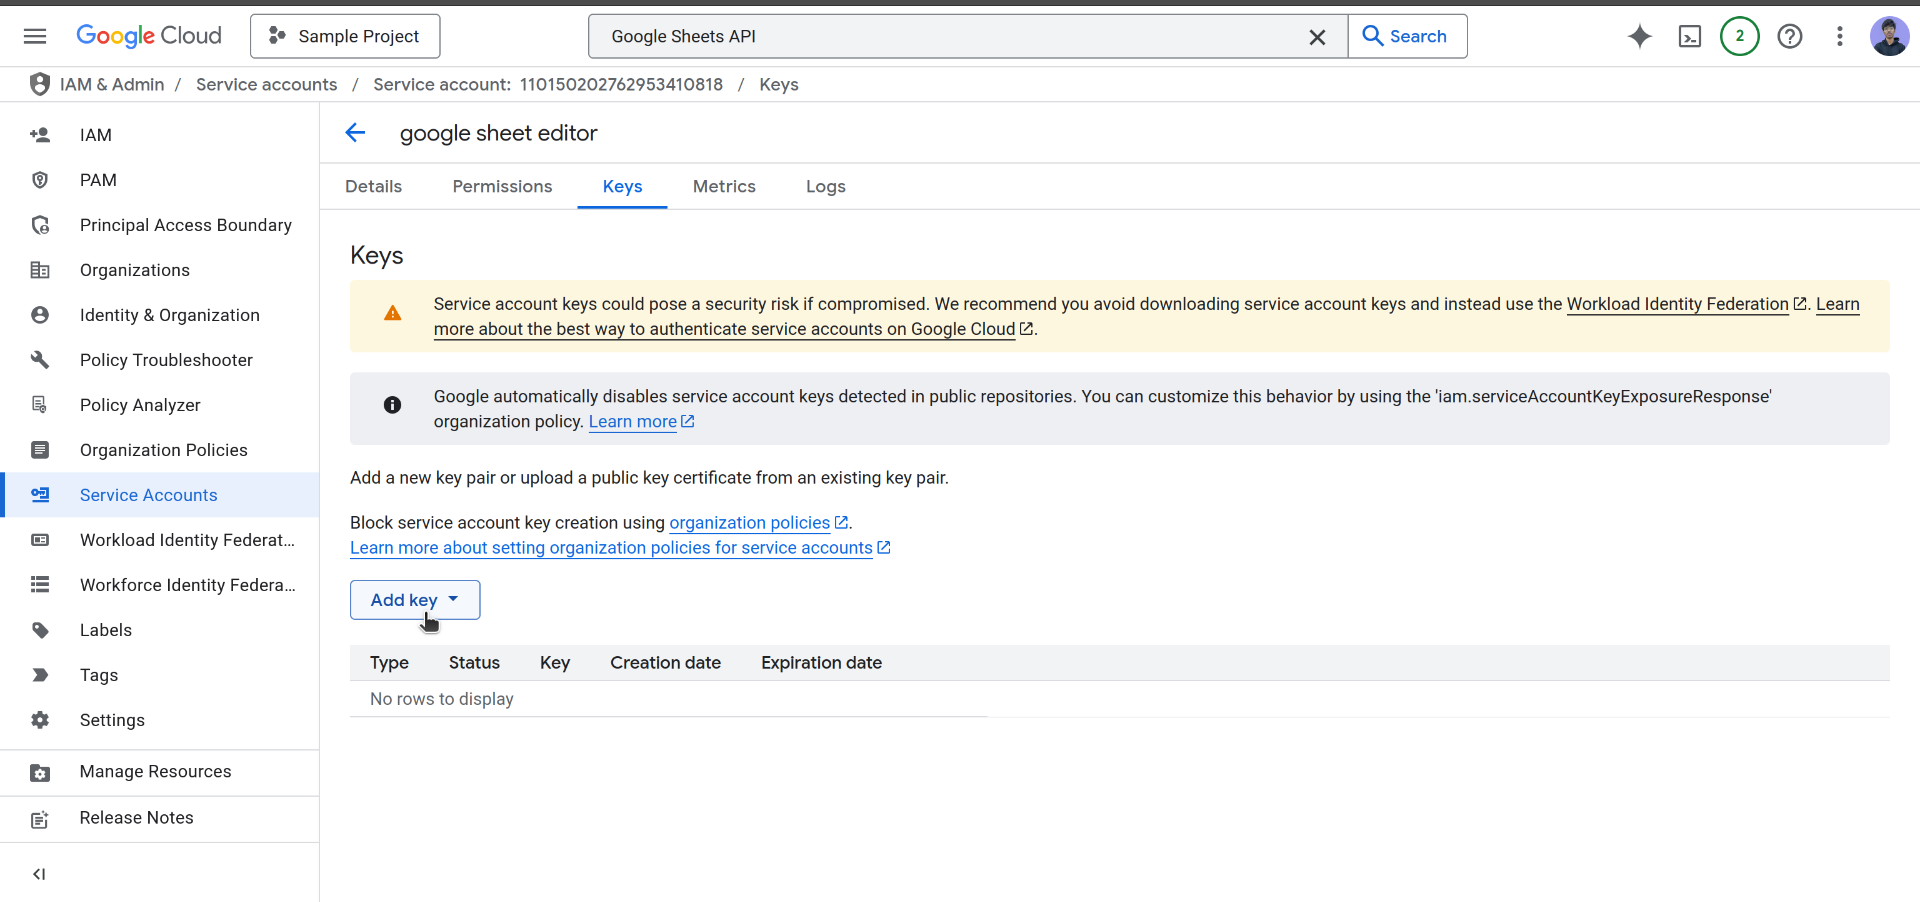 Google Cloud
Sample Project
Google Sheets API
Search
2
IAM & Admin / Service accounts / Service account: 110150202762953410818 / Keys
IAM
PAM
Principal Access Boundary
Organizations
Identity & Organization
Policy Troubleshooter
Policy Analyzer
Organization Policies
Service Accounts
Workload Identity Federat...
Workforce Identity Federa...
Labels
Tags
Settings
Manage Resources
Release Notes
google sheet editor
Details Permissions Keys Metrics Logs
Keys
Service account keys could pose a security risk if compromised. We recommend you avoid downloading service account keys and instead use the Workload Identity Federation. Learn
more about the best way to authenticate service accounts on Google Cloud.
Google automatically disables service account keys detected in public repositories. You can customize this behavior by using the 'iam.serviceAccountKeyExposureResponse'
organization policy. Learn more
Add a new key pair or upload a public key certificate from an existing key pair.
Block service account key creation using organization policies.
Learn more about setting organization policies for service accounts
Add key
Type Status Key Creation date Expiration date
No rows to display